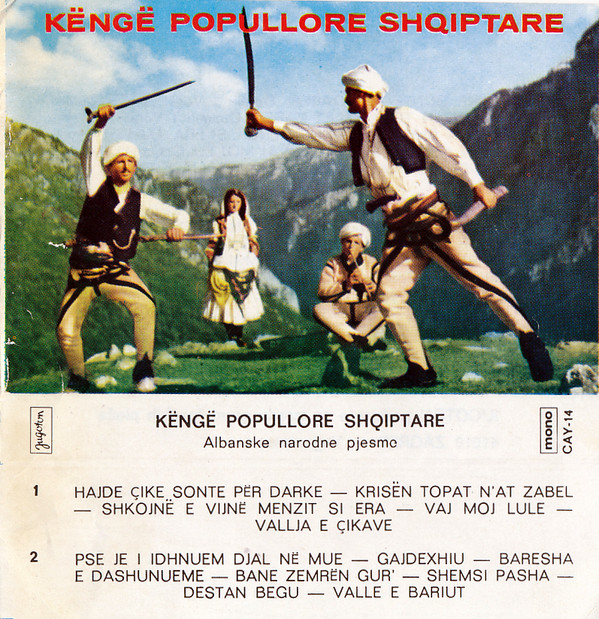 KËNGË POPULLORE SHQIPTARE
jugoton
mono
CAY-14
KËNGË POPULLORE SHQIPTARE
Albanske narodne pjesme
1 HAJDE ÇIKE SONTE PËR DARKE — KRISËN TOPAT N'AT ZABEL
— SHKOJNË E VIJNË MENZIT SI ERA — VAJ MOJ LULE —
VALLJA E ÇIKAVE
2 PSE JE I IDHNUEM DJAL NË MUE — GAJDEXHIU — BARESHA
E DASHUNUEME — BANE ZEMRËN GUR' — SHEMSI PASHA —
DESTAN BEGU — VALLE E BARIUT